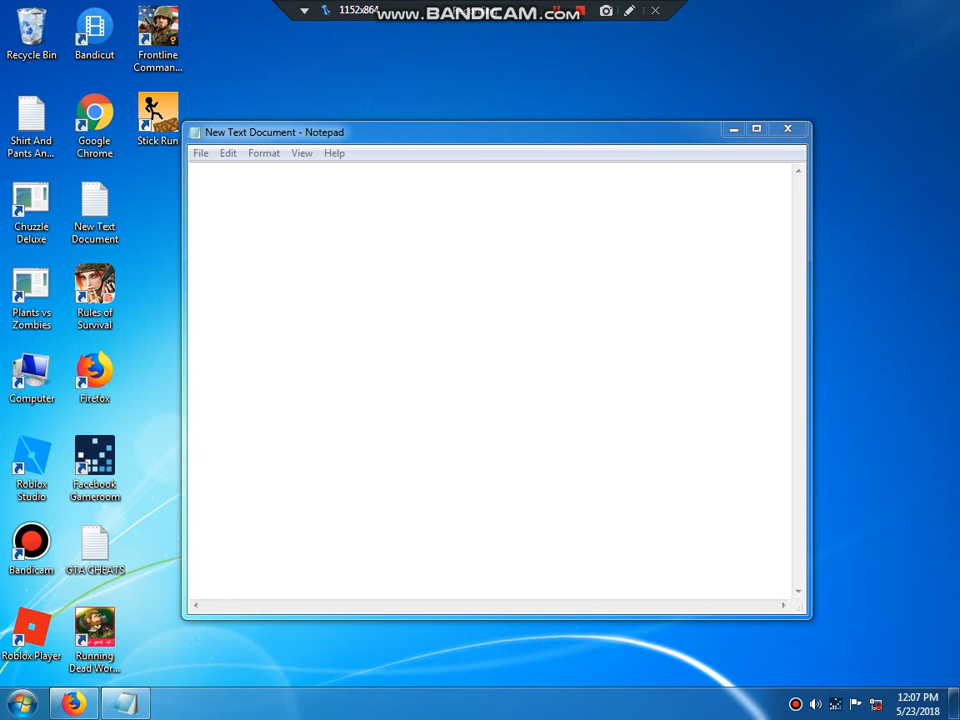 1152x864
www.BANDICAM.com
Recycle Bin
Bandicut
Frontline
Comman...
Shirt And
Pants An...
Google
Chrome
Stick Run
New Text Document - Notepad
File Edit Format View Help
Chuzzle
Deluxe
New Text
Document
Plants vs
Zombies
Rules of
Survival
Computer
Firefox
Roblox
Studio
Facebook
Gameroom
Bandicam
GTA CHEATS
Roblox Player
Running
Dead Wor...
12:07 PM
5/23/2018